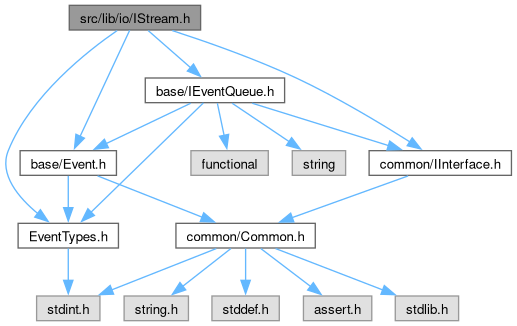 src/lib/io/IStream.h
base/IEventQueue.h
base/Event.h
functional
string
common/IInterface.h
EventTypes.h
common/Common.h
stdint.h
string.h
stddef.h
assert.h
stdlib.h